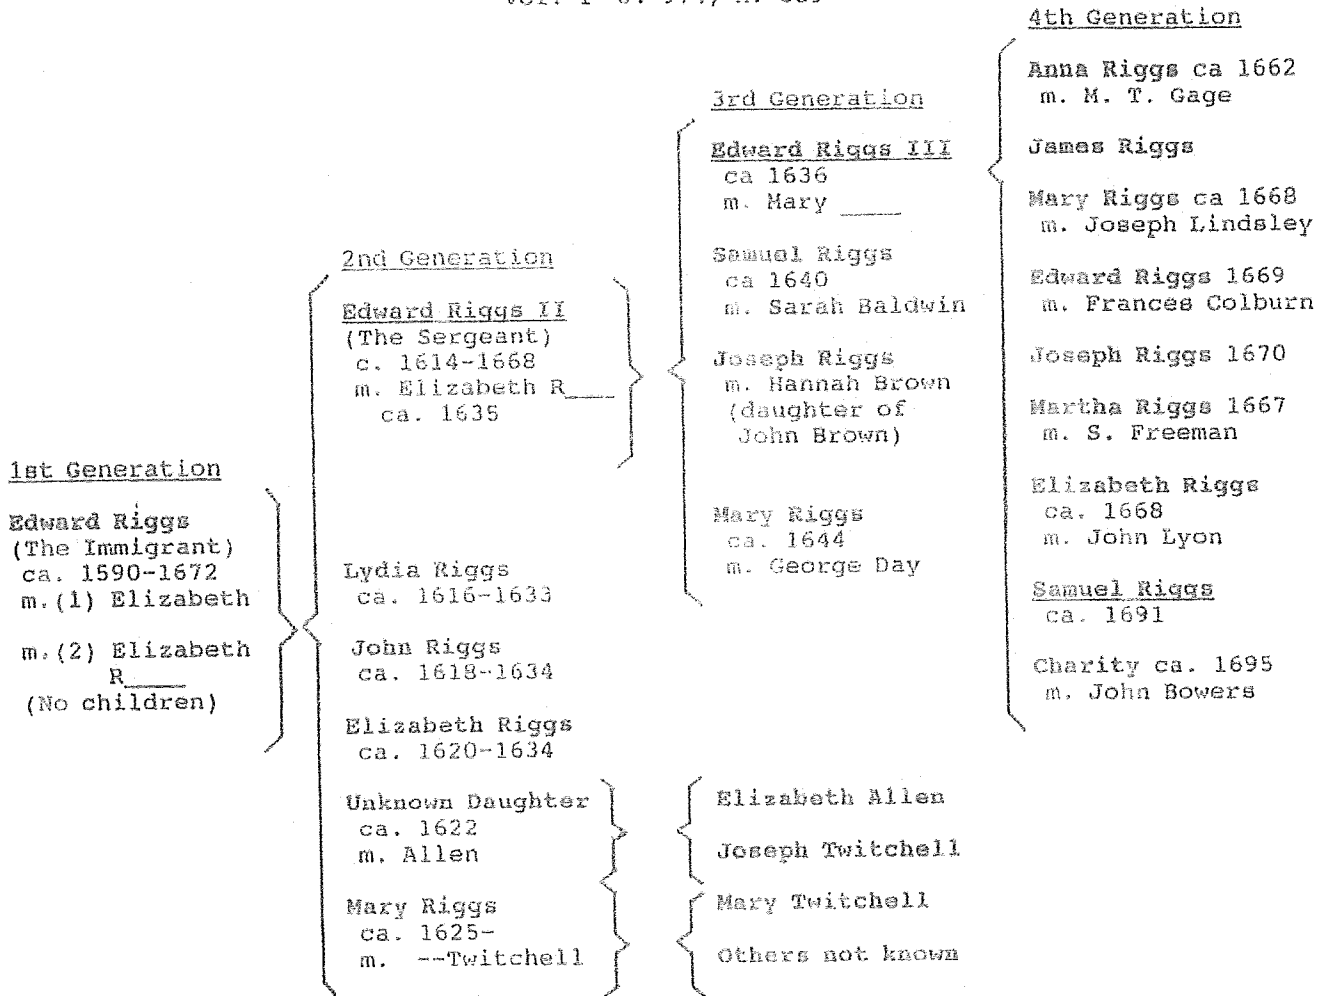 4th Generation
Anna Riggs ca 1662
m. M. T. Gage
James Riggs
Mary Riggs ca 1668
m. Joseph Lindsley
Edward Riggs 1669
m. Frances Colburn
Joseph Riggs 1670
Martha Riggs 1667
m. S. Freeman
Elizabeth Riggs
ca. 1668
m. John Lyon
Samuel Riggs
ca. 1691
Charity ca. 1695
m. John Bowers
3rd Generation
Edward Riggs III
ca 1636
m. Mary ____
Samuel Riggs
ca 1640
m. Sarah Baldwin
Joseph Riggs
m. Hannah Brown
(daughter of
John Brown)
Mary Riggs
ca. 1644
m. George Day
Elizabeth Allen
Joseph Twitchell
Mary Twitchell
Others not known
2nd Generation
Edward Riggs II
(The Sergeant)
c. 1614-1668
m. Elizabeth R____
ca. 1635
Lydia Riggs
ca. 1616-1633
John Riggs
ca. 1618-1634
Elizabeth Riggs
ca. 1620-1634
Unknown Daughter
ca. 1622
m. Allen
Mary Riggs
ca. 1625-
m. --Twitchell
1st Generation
Edward Riggs
(The Immigrant)
ca. 1590-1672
m.(1) Elizabeth
m.(2) Elizabeth
R____
(No children)